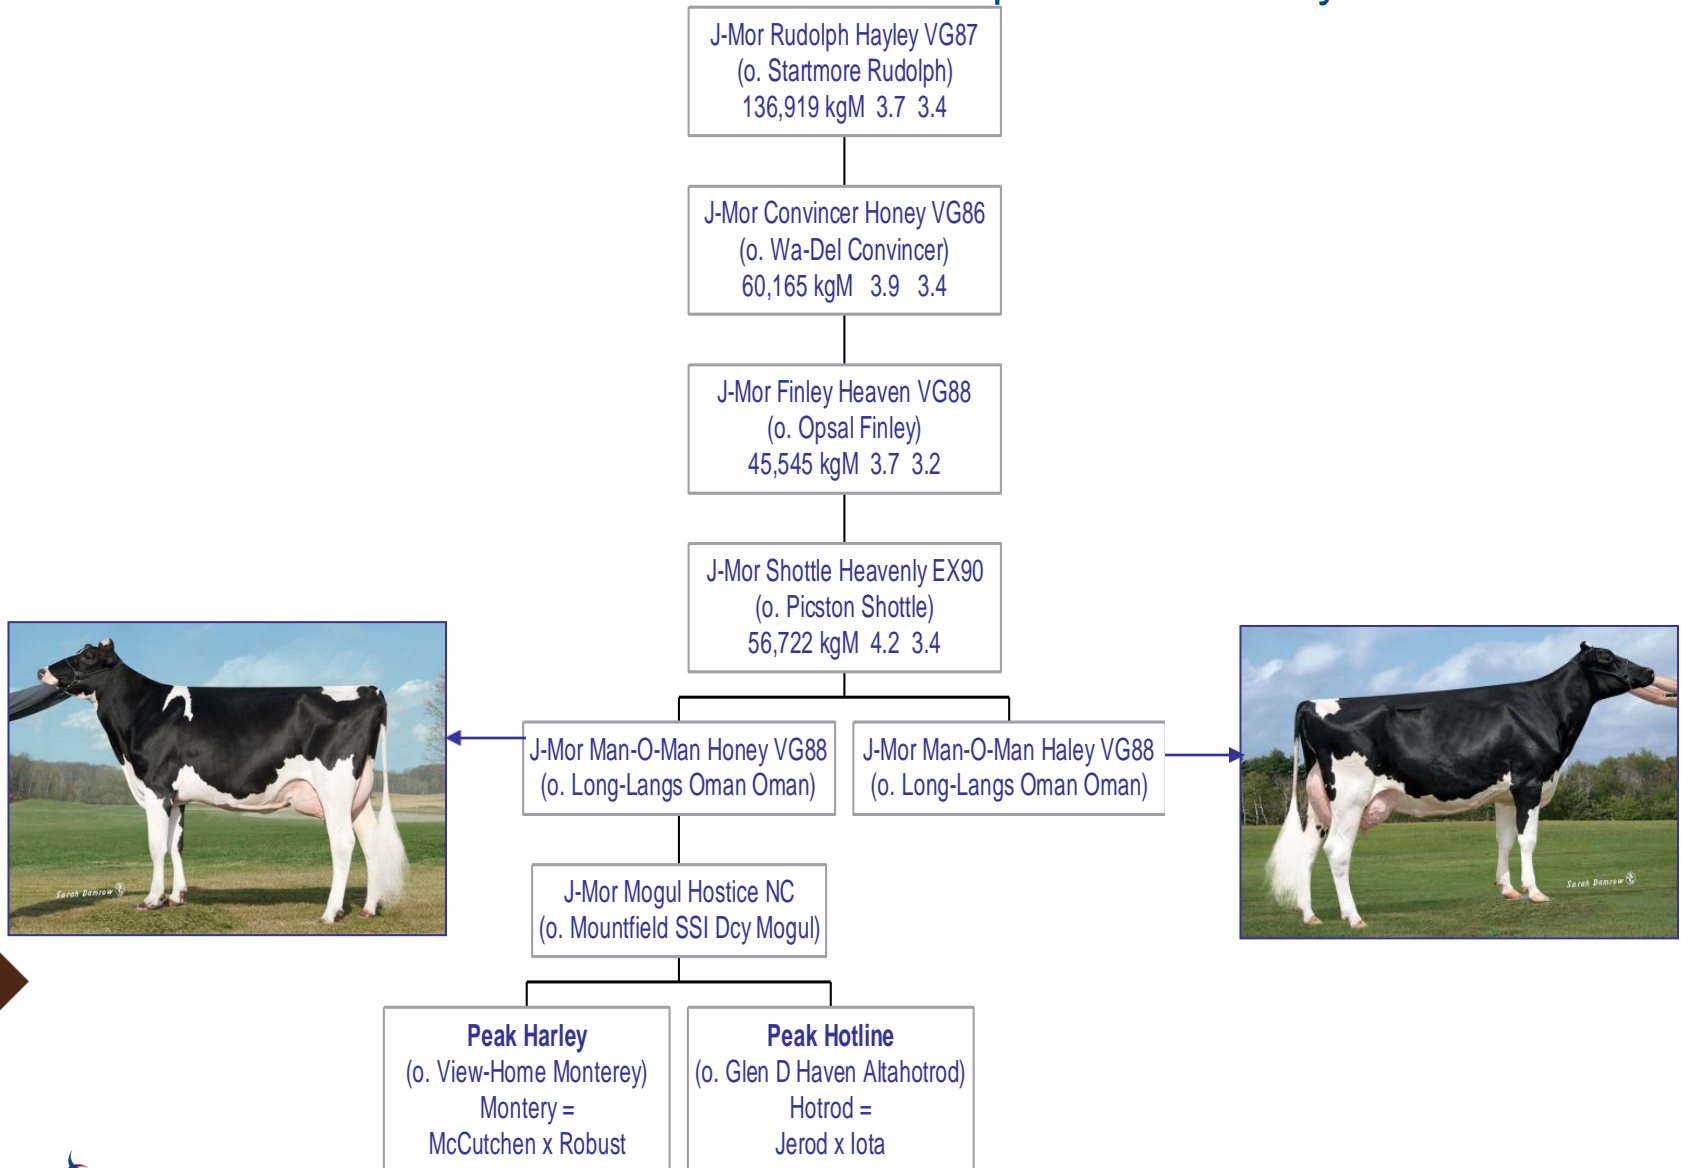 J-Mor Rudolph Hayley VG87
(o. Startmore Rudolph)
136,919 kgM 3.7 3.4
J-Mor Convincer Honey VG86
(o. Wa-Del Convincer)
60,165 kgM 3.9 3.4
J-Mor Finley Heaven VG88
(o. Opsal Finley)
45,545 kgM 3.7 3.2
J-Mor Shottle Heavenly EX90
(o. Picston Shottle)
56,722 kgM 4.2 3.4
J-Mor Man-O-Man Honey VG88
(o. Long-Langs Oman Oman)
J-Mor Man-O-Man Haley VG88
(o. Long-Langs Oman Oman)
Sarah Damrow
Sarah Damrow
J-Mor Mogul Hostice NC
(o. Mountfield SSI Dcy Mogul)
Peak Harley
(o. View-Home Monterey)
Montery =
McCutchen x Robust
Peak Hotline
(o. Glen D Haven Altahotrod)
Hotrod =
Jerod x Iota